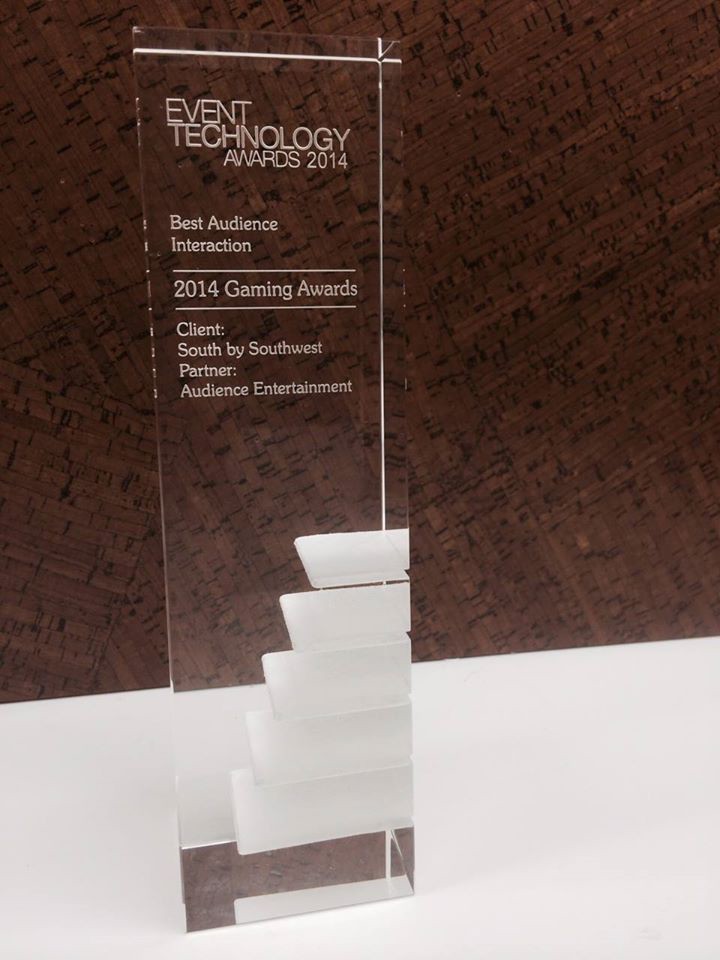 EVENT
TECHNOLOGY
AWARDS 2014
Best Audience
Interaction
2014 Gaming Awards
Client:
South by Southwest
Partner:
Audience Entertainment